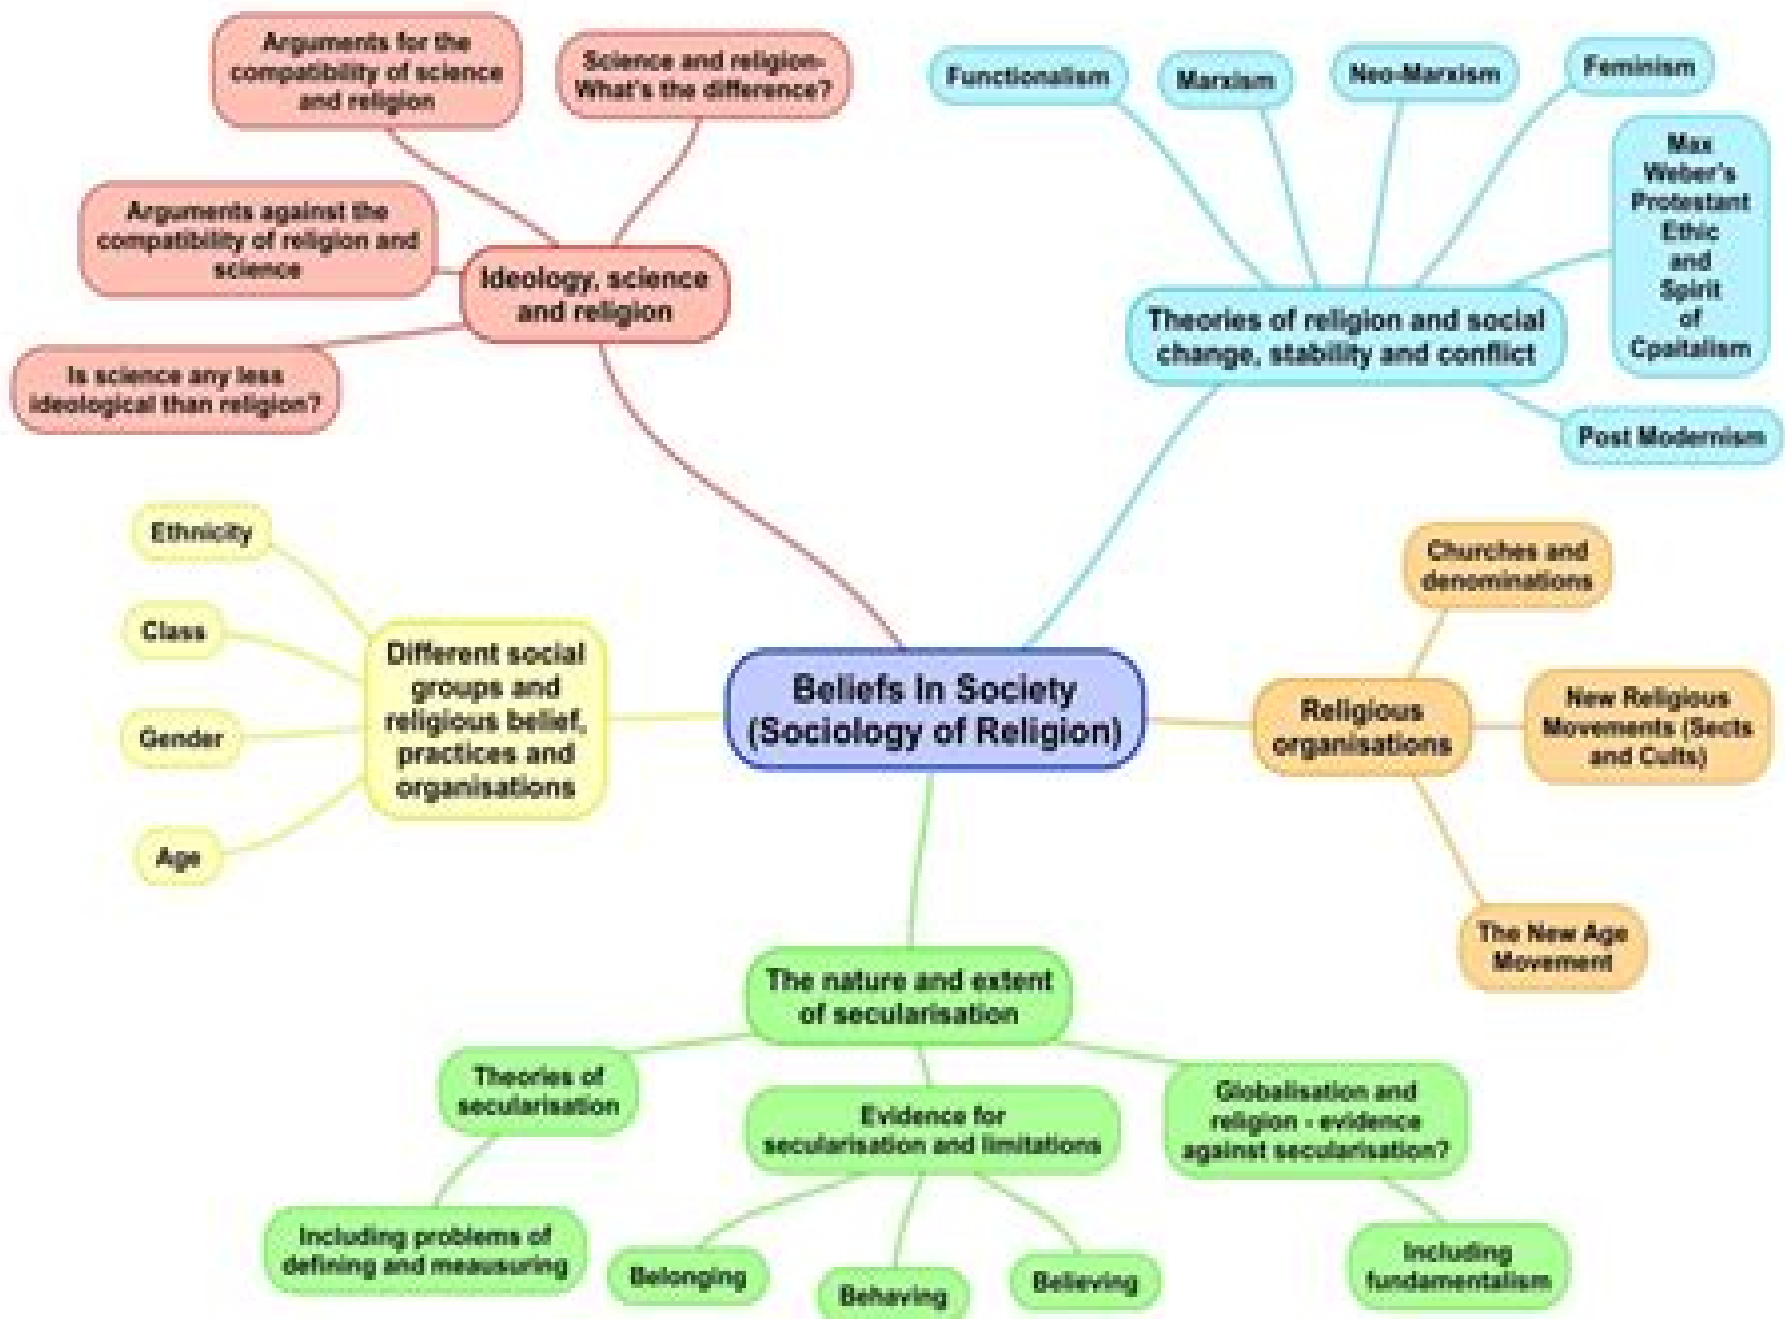 Arguments for the
compatibility of science
and religion
Science and religion-
What's the difference?
Arguments against the
compatibility of religion and
science
Is science any less
ideological than religion?
Ideology, science
and religion
Functionalism
Marxism
Neo-Marxism
Feminism
Max
Weber's
Protestant
Ethic
and
Spirit
of
Cpaitalism
Theories of religion and social
change, stability and conflict
Post Modernism
Ethnicity
Class
Gender
Age
Different social
groups and
religious belief,
practices and
organisations
Beliefs In Society
(Sociology of Religion)
Religious
organisations
Churches and
denominations
New Religious
Movements (Sects
and Cults)
The New Age
Movement
The nature and extent
of secularisation
Theories of
secularisation
Including problems of
defining and meausuring
Evidence for
secularisation and limitations
Belonging
Behaving
Believing
Globalisation and
religion - evidence
against secularisation?
Including
fundamentalism